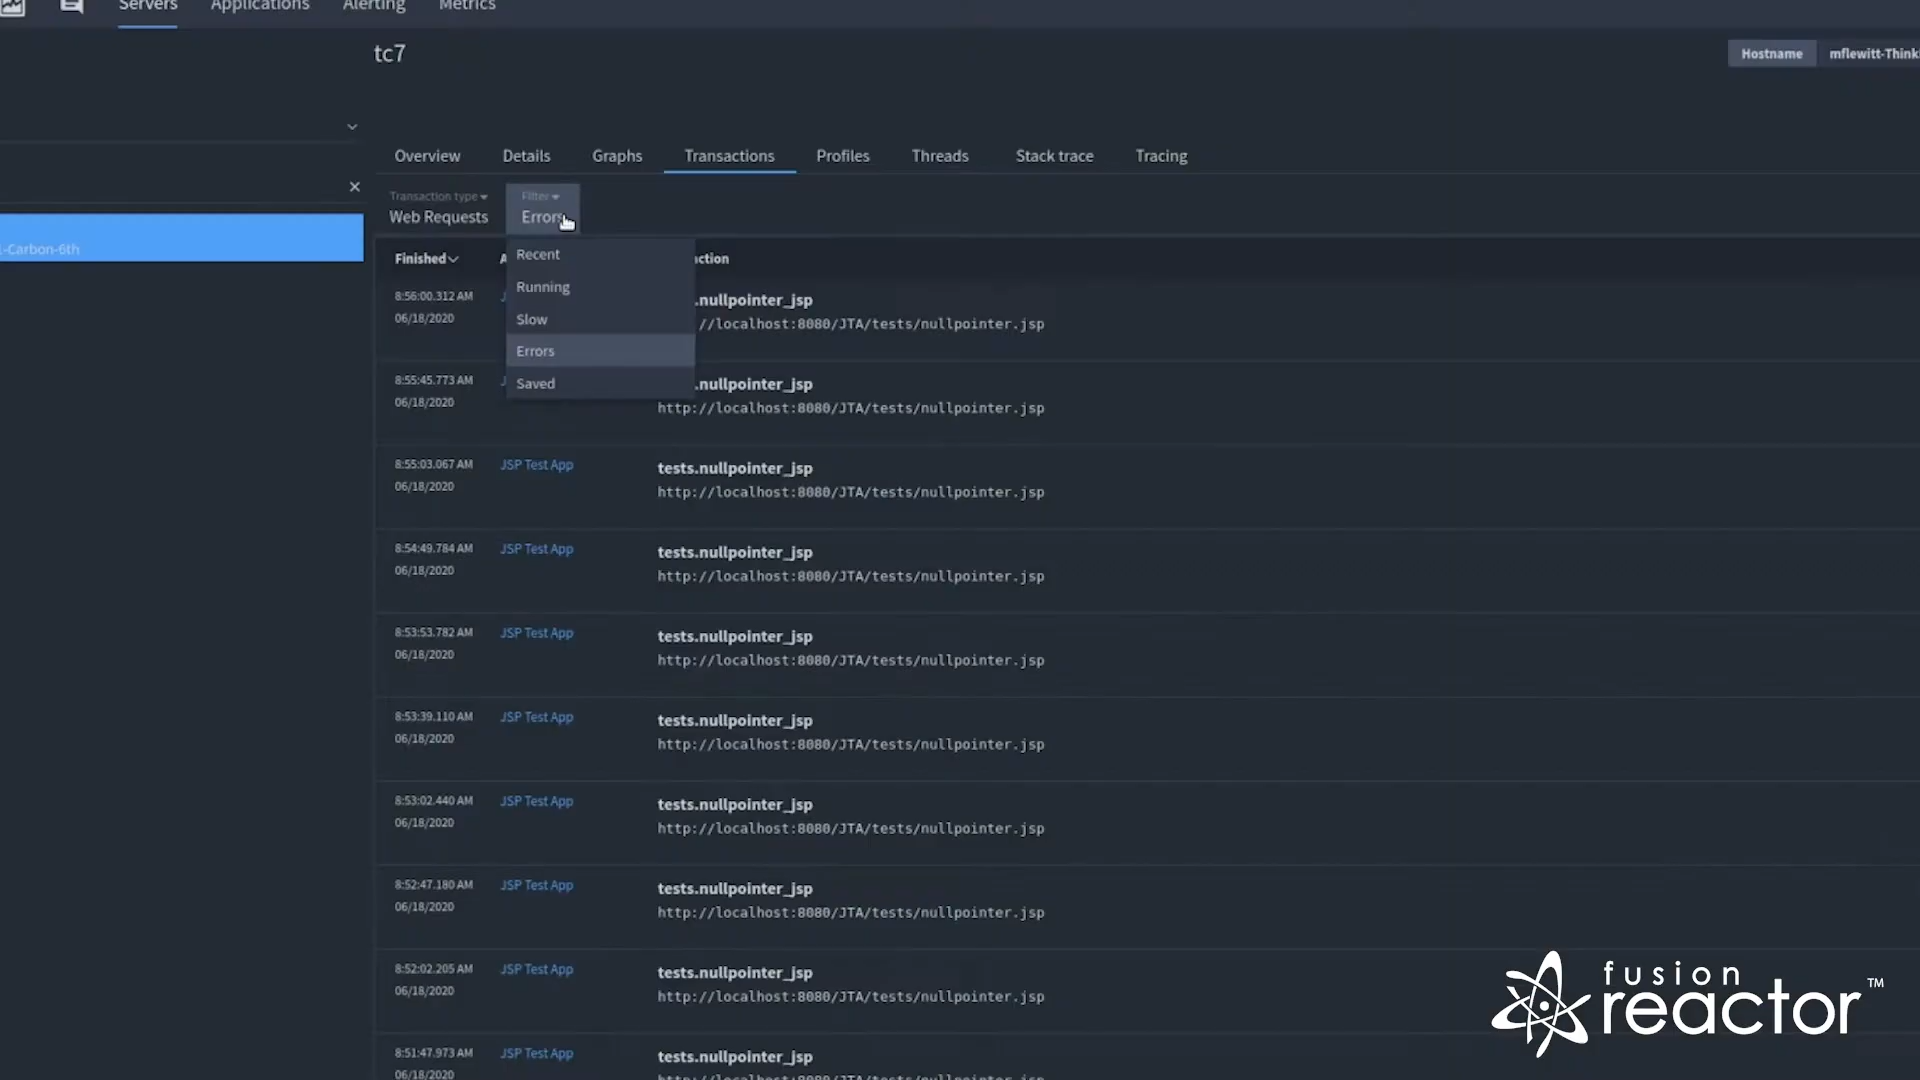 Servers Applications Alerting Metrics
tc7
Hostname mflewitt-Think
Overview Details Graphs Transactions Profiles Threads Stack trace Tracing
Transaction type Filter
Web Requests Errors
-Carbon-6th
Finished A ction
Recent
Running
Slow
Errors
Saved
8:56:00.312 AM .nullpointer_jsp
06/18/2020 //localhost:8080/JTA/tests/nullpointer.jsp
8:55:45.773 AM .nullpointer_jsp
06/18/2020 http://localhost:8080/JTA/tests/nullpointer.jsp
8:55:03.067 AM JSP Test App tests.nullpointer_jsp
06/18/2020 http://localhost:8080/JTA/tests/nullpointer.jsp
8:54:49.784 AM JSP Test App tests.nullpointer_jsp
06/18/2020 http://localhost:8080/JTA/tests/nullpointer.jsp
8:53:53.782 AM JSP Test App tests.nullpointer_jsp
06/18/2020 http://localhost:8080/JTA/tests/nullpointer.jsp
8:53:39.110 AM JSP Test App tests.nullpointer_jsp
06/18/2020 http://localhost:8080/JTA/tests/nullpointer.jsp
8:53:02.440 AM JSP Test App tests.nullpointer_jsp
06/18/2020 http://localhost:8080/JTA/tests/nullpointer.jsp
8:52:47.180 AM JSP Test App tests.nullpointer_jsp
06/18/2020 http://localhost:8080/JTA/tests/nullpointer.jsp
8:52:02.205 AM JSP Test App tests.nullpointer_jsp
06/18/2020 http://localhost:8080/JTA/tests/nullpointer.jsp
8:51:47.973 AM JSP Test App tests.nullpointer_jsp
06/18/2020
fusion
reactor™